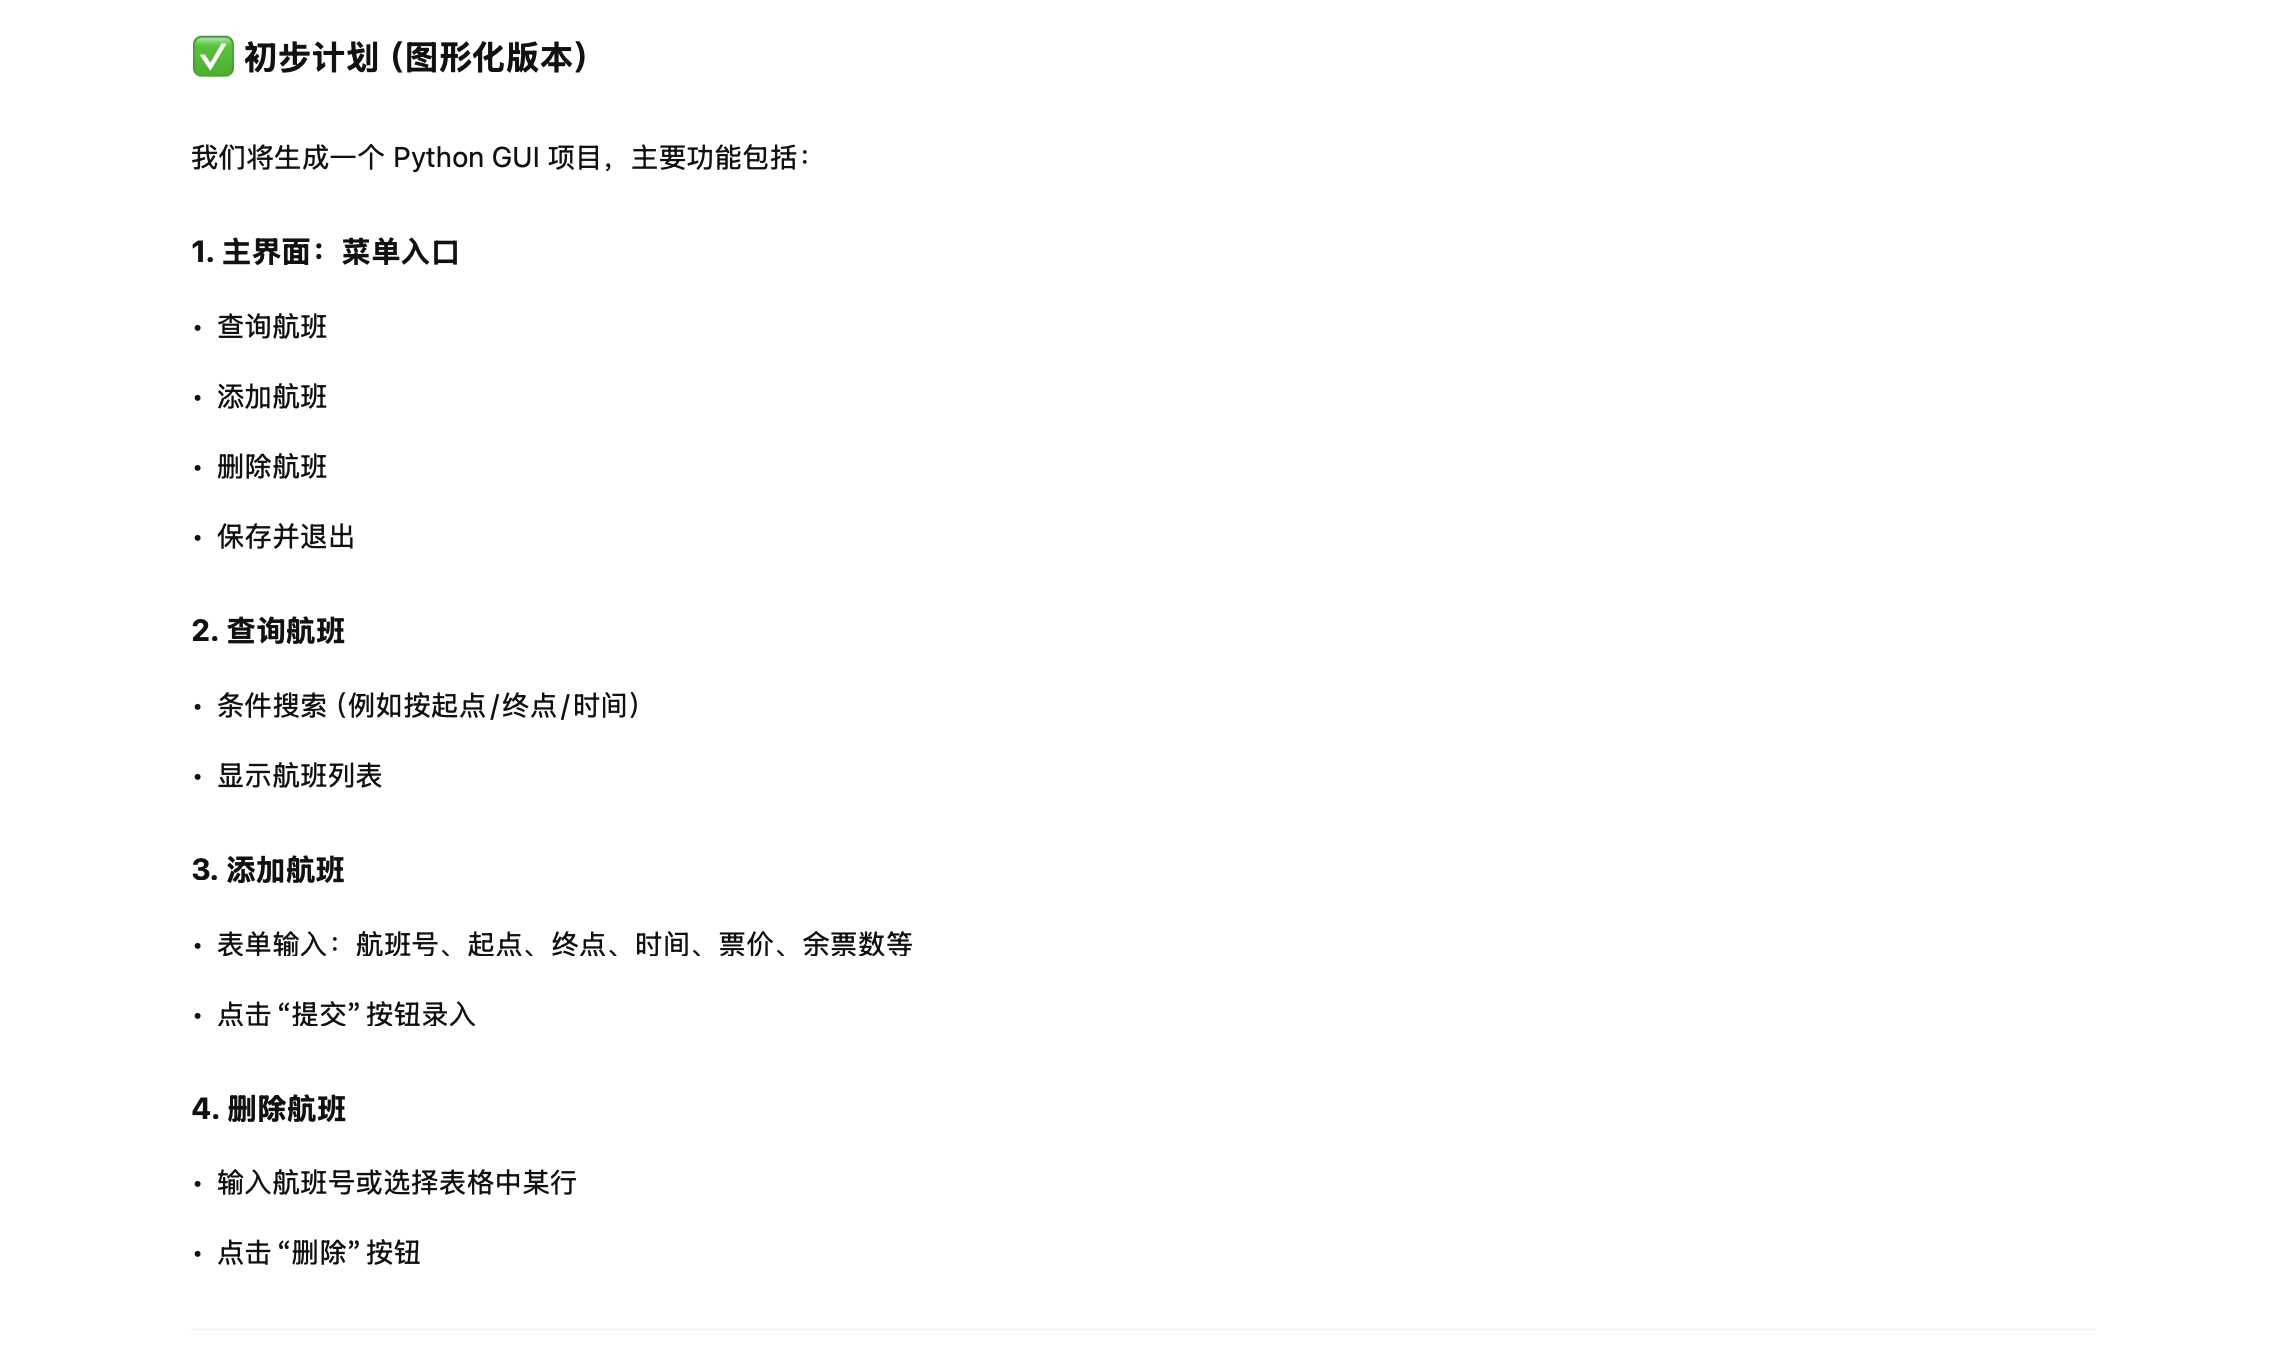 ✅ 初步计划（图形化版本）
我们将生成一个 Python GUI 项目，主要功能包括：
1. 主界面：菜单入口
• 查询航班
• 添加航班
• 删除航班
• 保存并退出
2. 查询航班
• 条件搜索（例如按起点/终点/时间）
• 显示航班列表
3. 添加航班
• 表单输入：航班号、起点、终点、时间、票价、余票数等
• 点击“提交”按钮录入
4. 删除航班
• 输入航班号或选择表格中某行
• 点击“删除”按钮